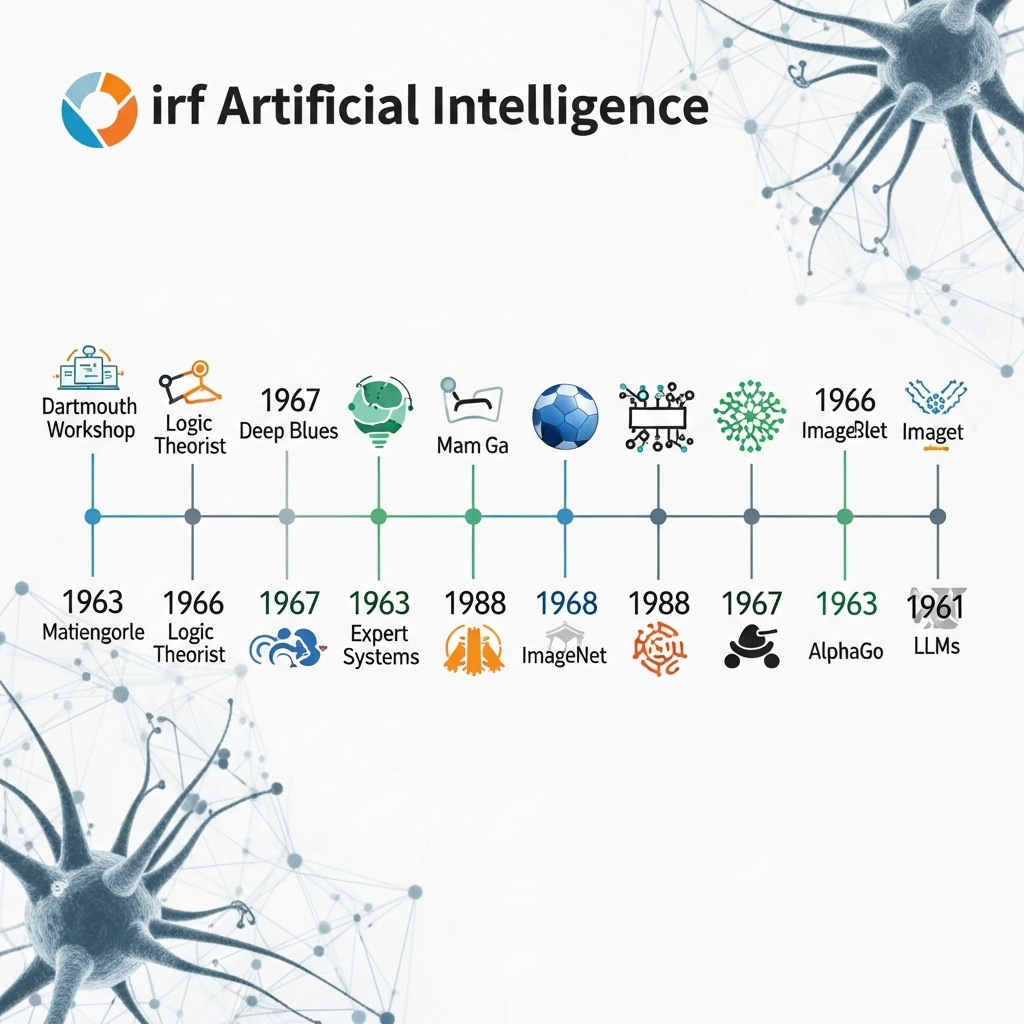 irf Artificial Intelligence
Dartmouth
Workshop
Logic
Theorist
1967
Deep Blues
Mam Ga
1966
Imaget
1963
Matiengorle
1966
Logic
Theorist
1967
1963
Expert
Systems
1988
1968
ImageNet
1988
1967
1963
AlphaGo
1961
LLMs